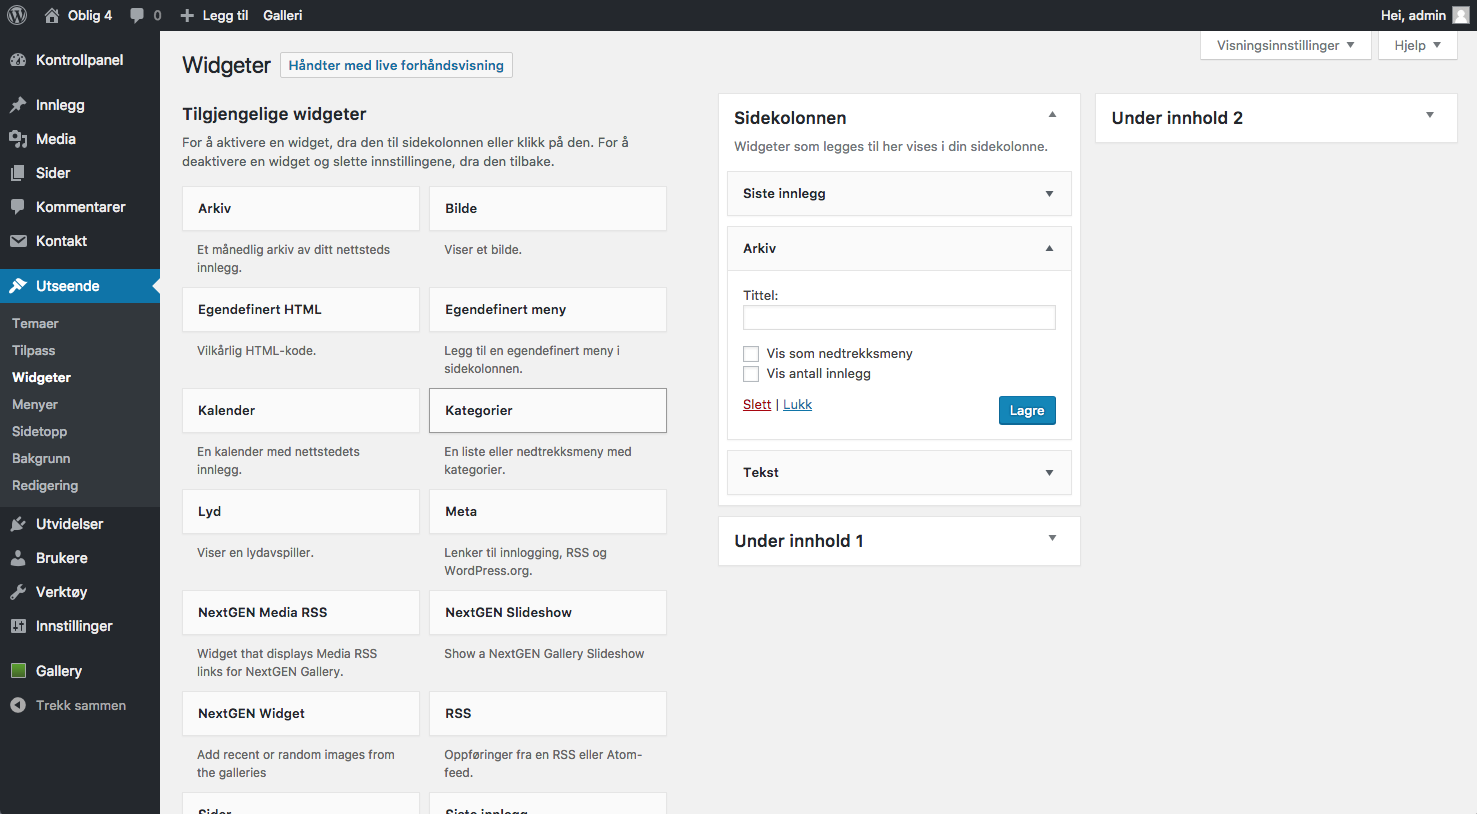 Oblig 4
0
Legg til
Galleri
Hei, admin
Kontrollpanel
Innlegg
Media
Sider
Kommentarer
Kontakt
Utseende
Temaer
Tilpass
Widgeter
Menyer
Sidetopp
Bakgrunn
Redigering
Utvidelser
Brukere
Verktøy
Innstillinger
Gallery
Trekk sammen
Visningsinnstillinger
Hjelp
Widgeter
Håndter med live forhåndsvisning
Tilgjengelige widgeter
For å aktivere en widget, dra den til sidekolonnen eller klikk på den. For å
deaktivere en widget og slette innstillingene, dra den tilbake.
Arkiv
Et månedlig arkiv av ditt nettsteds
innlegg.
Bilde
Viser et bilde.
Egendefinert HTML
Vilkårlig HTML-kode.
Egendefinert meny
Legg til en egendefinert meny i
sidekolonnen.
Kalender
En kalender med nettstedets
innlegg.
Kategorier
En liste eller nedtrekksmeny med
kategorier.
Lyd
Viser en lydavspiller.
Meta
Lenker til innlogging, RSS og
WordPress.org.
NextGEN Media RSS
Widget that displays Media RSS
links for NextGEN Gallery.
NextGEN Slideshow
Show a NextGEN Gallery Slideshow
NextGEN Widget
Add recent or random images from
the galleries
RSS
Oppføringer fra en RSS eller Atom-
feed.
Sider
Siste innlegg
Sidekolonnen
Widgeter som legges til her vises i din sidekolonne.
Siste innlegg
Arkiv
Tittel:
Vis som nedtrekksmeny
Vis antall innlegg
Slett | Lukk
Lagre
Tekst
Under innhold 1
Under innhold 2